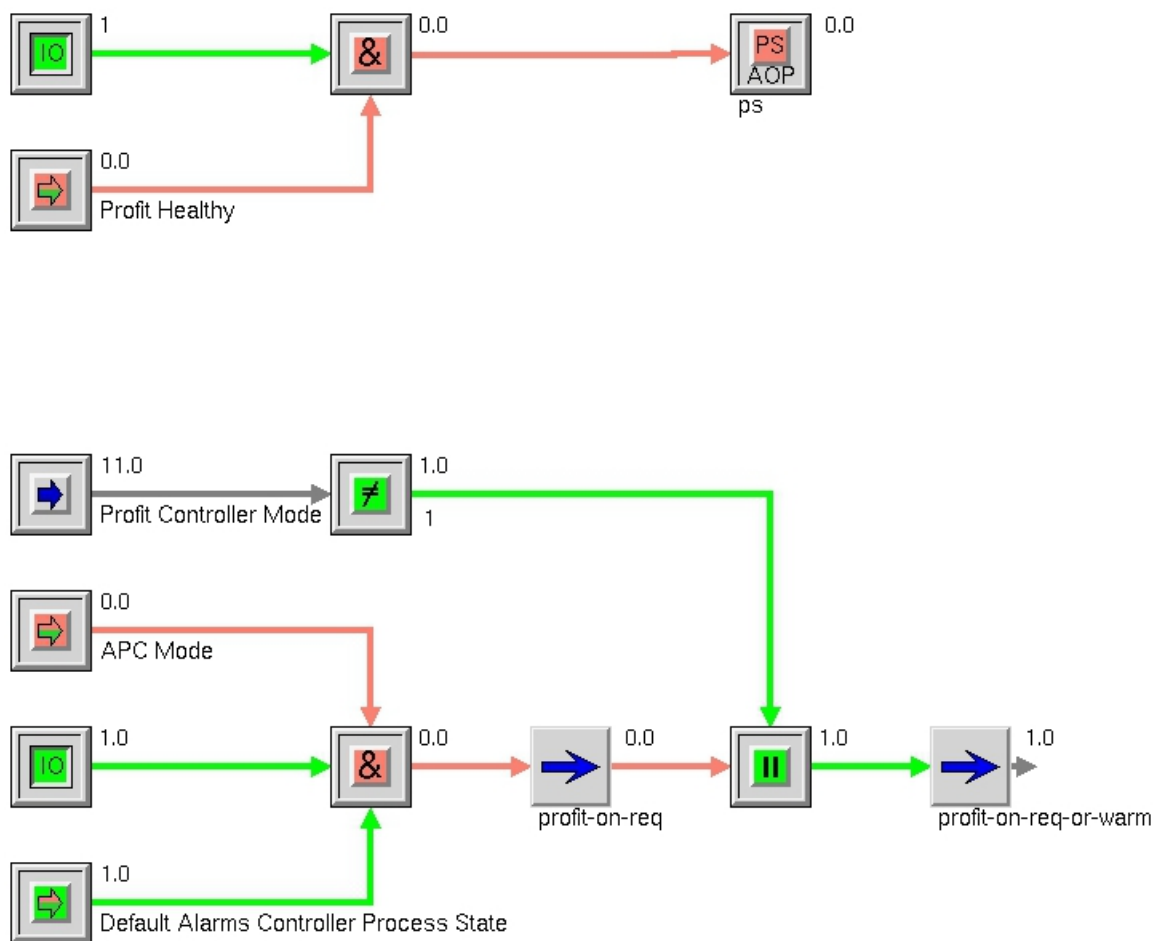 1
0.0
0.0
IO
&
PS
AOP
ps
0.0
Profit Healthy
11.0
1.0
≠
Profit Controller Mode
1
0.0
APC Mode
1.0
0.0
0.0
1.0
1.0
IO
&
II
profit-on-req
profit-on-req-or-warm
1.0
Default Alarms Controller Process State